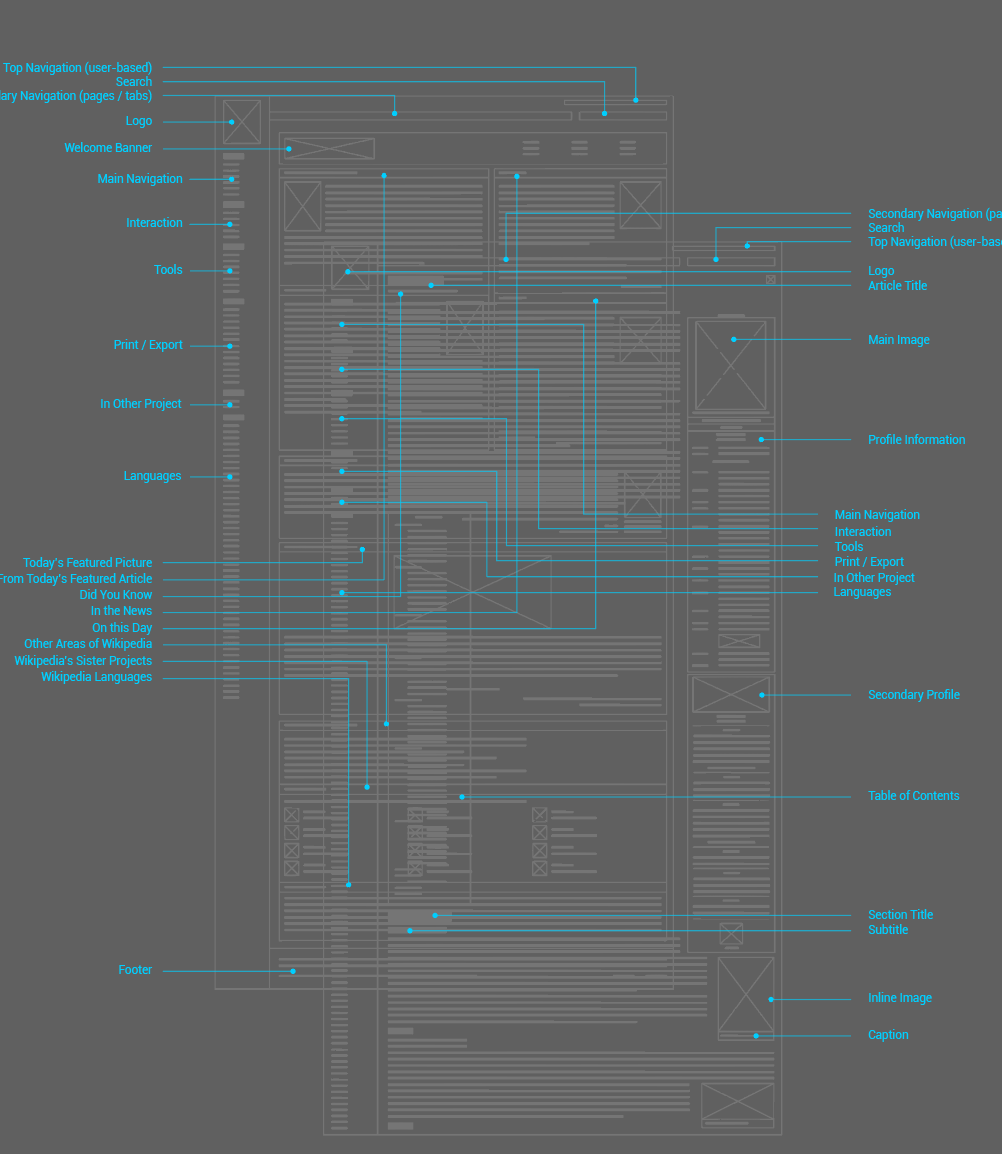 Top Navigation (user-based)
Search
Navigation (pages / tabs)
Logo
Welcome Banner
Main Navigation
Interaction
Tools
Print / Export
In Other Project
Languages
Today's Featured Picture
From Today's Featured Article
Did You Know
In the News
On this Day
Other Areas of Wikipedia
Wikipedia's Sister Projects
Wikipedia Languages
Footer
Secondary Navigation
Search
Top Navigation
Logo
Article Title
Main Image
Profile Information
Main Navigation
Interaction
Tools
Print / Export
In Other Project
Languages
Secondary Profile
Table of Contents
Section Title
Subtitle
Inline Image
Caption